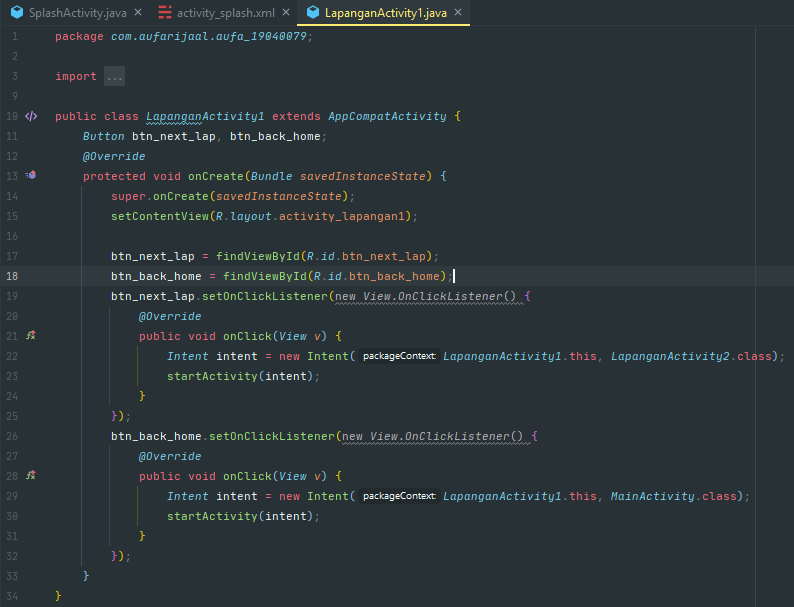 SplashActivity.java × activity_splash.xml × LapanganActivity1.java ×
1 package com.aufarijaal.aufa_19040079;
2
3 import ...
9
10 public class LapanganActivity1 extends AppCompatActivity {
11 Button btn_next_lap, btn_back_home;
12 @Override
13 protected void onCreate(Bundle savedInstanceState) {
14 super.onCreate(savedInstanceState);
15 setContentView(R.layout.activity_lapangan1);
16
17 btn_next_lap = findViewById(R.id.btn_next_lap);
18 btn_back_home = findViewById(R.id.btn_back_home);
19 btn_next_lap.setOnClickListener(new View.OnClickListener() {
20 @Override
21 public void onClick(View v) {
22 Intent intent = new Intent( packageContext: LapanganActivity1.this, LapanganActivity2.class);
23 startActivity(intent);
24 }
25 });
26 btn_back_home.setOnClickListener(new View.OnClickListener() {
27 @Override
28 public void onClick(View v) {
29 Intent intent = new Intent( packageContext: LapanganActivity1.this, MainActivity.class);
30 startActivity(intent);
31 }
32 });
33 }
34 }